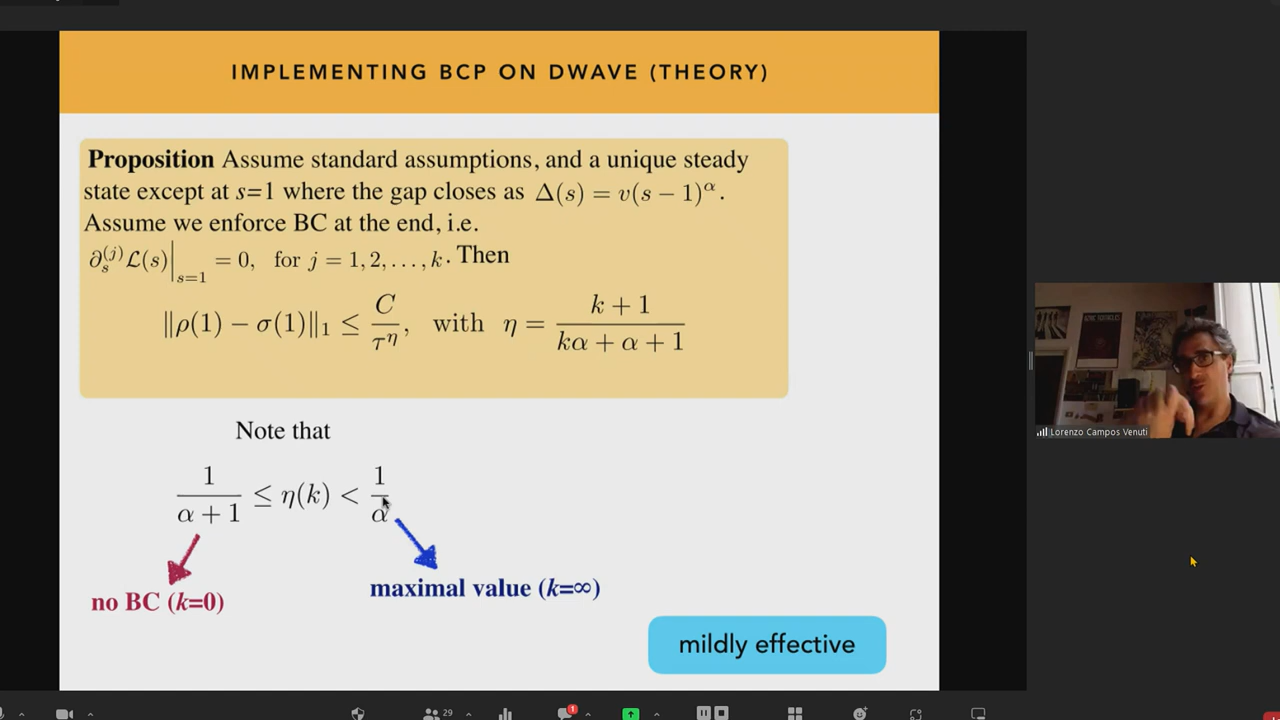 IMPLEMENTING BCP ON DWAVE (THEORY)
Proposition Assume standard assumptions, and a unique steady
state except at s=1 where the gap closes as Δ(s) = v(s − 1)^α.
Assume we enforce BC at the end, i.e.
∂_s^(j) 𝓛(s)|_{s=1} = 0, for j = 1, 2, . . . , k. Then
‖ρ(1) − σ(1)‖₁ ≤ C/τ^η, with η = (k + 1)/(kα + α + 1)
Note that
1/(α + 1) ≤ η(k) < 1/α
no BC (k=0)
maximal value (k=∞)
mildly effective
Lorenzo Campos Venuti
29
1